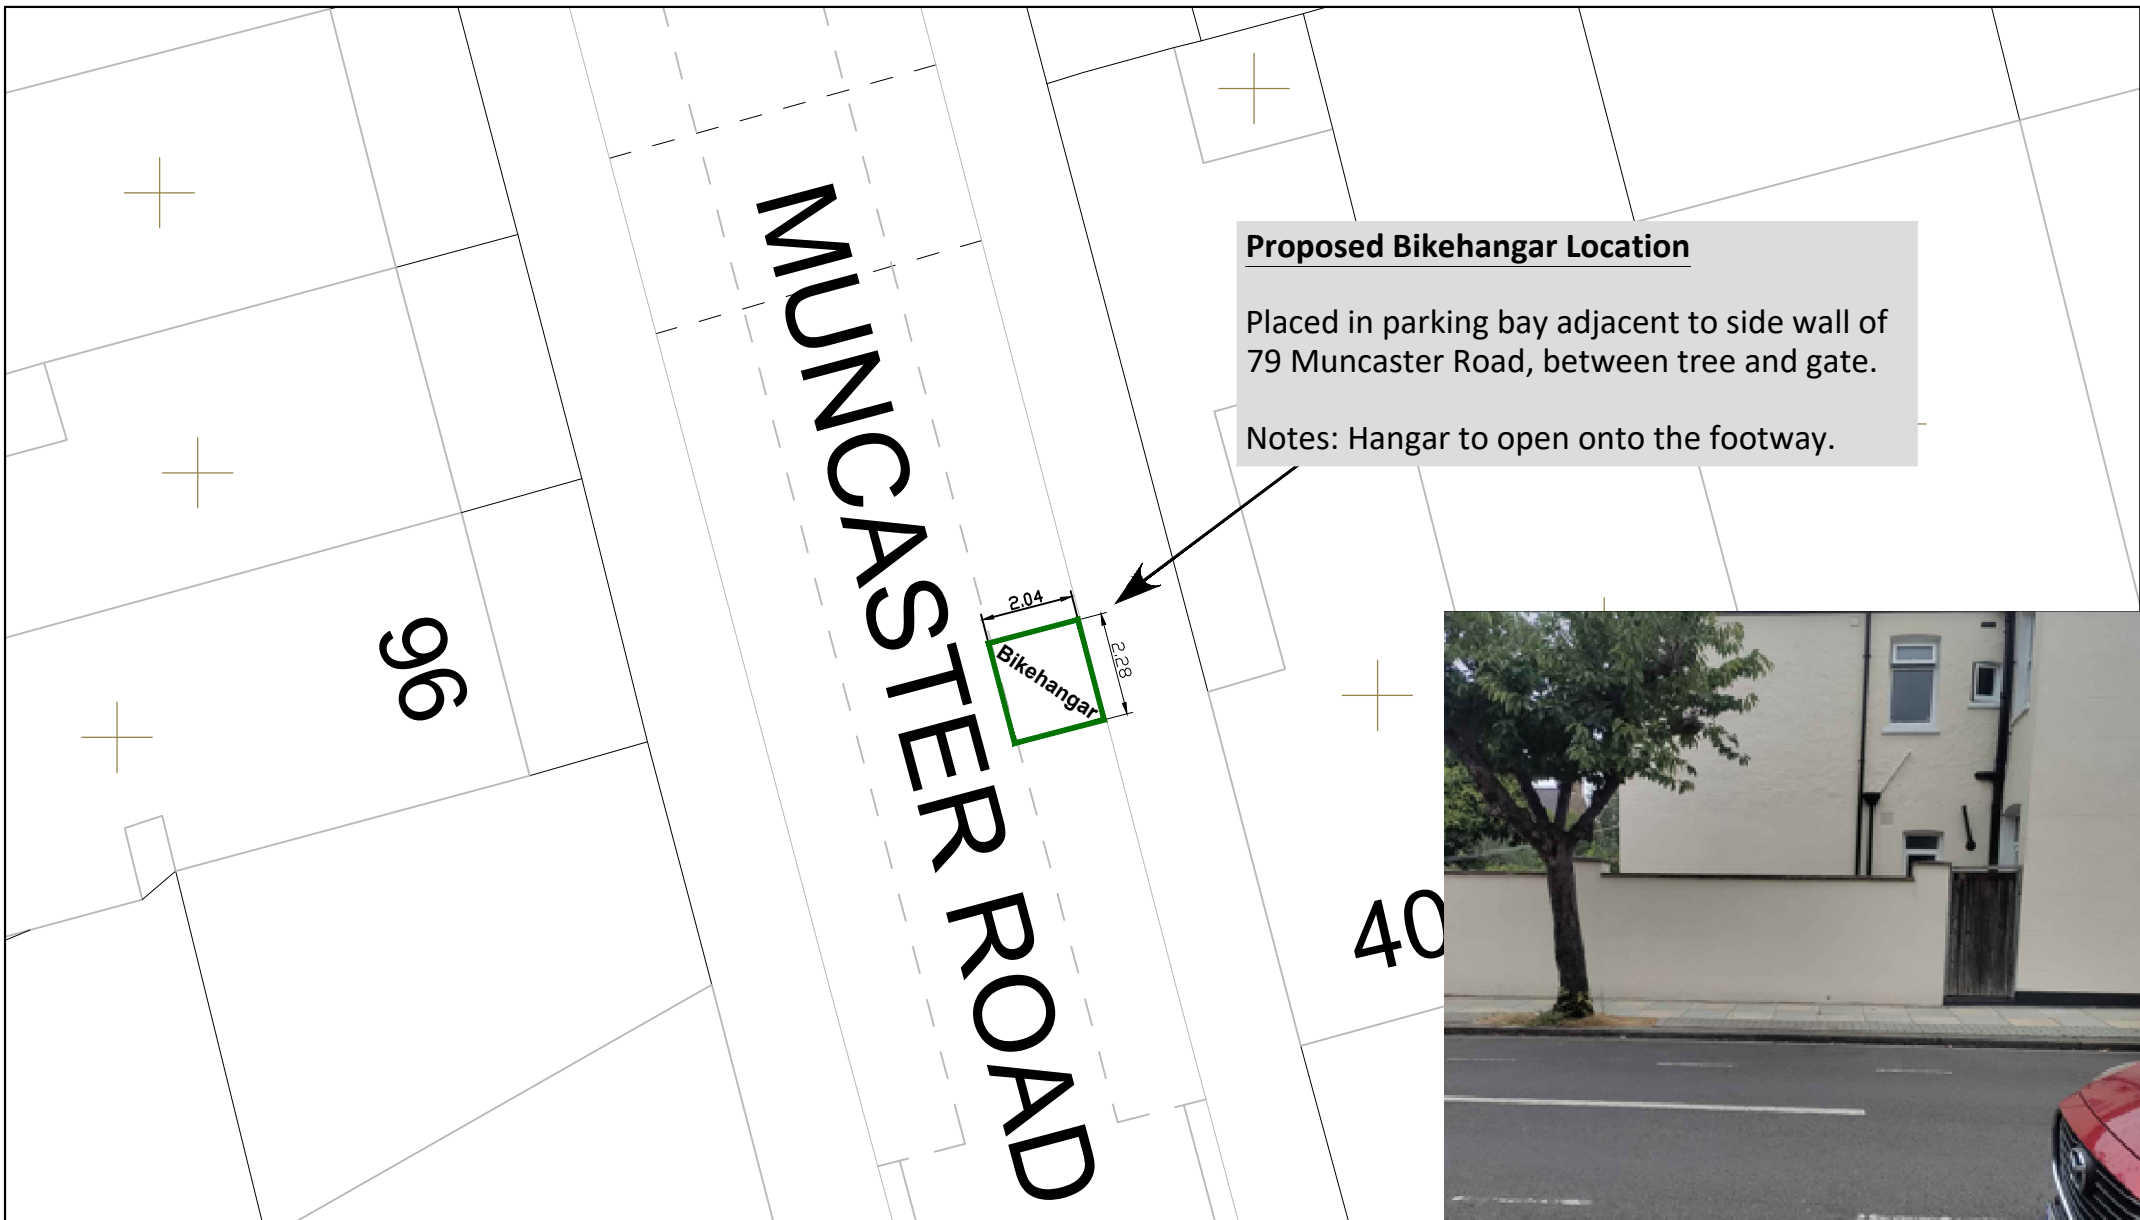 Proposed Bikehangar Location
Placed in parking bay adjacent to side wall of
79 Muncaster Road, between tree and gate.
Notes: Hangar to open onto the footway.
MUNCASTER ROAD
2.04
2.28
Bikehangar
96
40